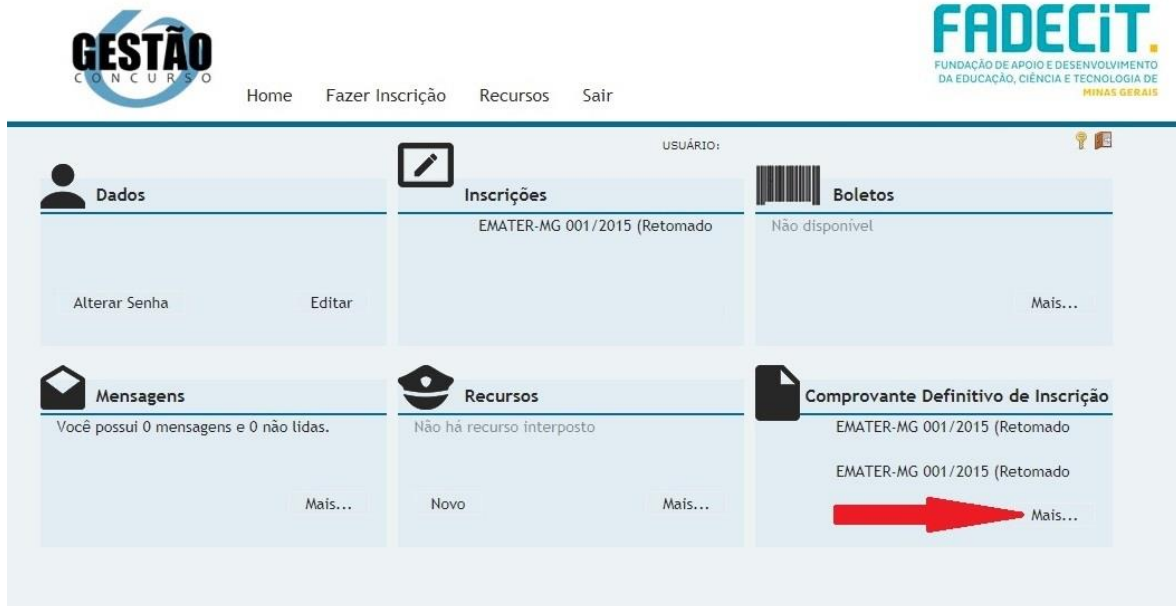 GESTÃO
CONCURSO
FADECiT.
FUNDAÇÃO DE APOIO E DESENVOLVIMENTO
DA EDUCAÇÃO, CIÊNCIA E TECNOLOGIA DE
MINAS GERAIS
Home Fazer Inscrição Recursos Sair
USUÁRIO:
Dados
Alterar Senha Editar
Inscrições
EMATER-MG 001/2015 (Retomado
Boletos
Não disponível
Mais...
Mensagens
Você possui 0 mensagens e 0 não lidas.
Mais...
Recursos
Não há recurso interposto
Novo Mais...
Comprovante Definitivo de Inscrição
EMATER-MG 001/2015 (Retomado
EMATER-MG 001/2015 (Retomado
Mais...